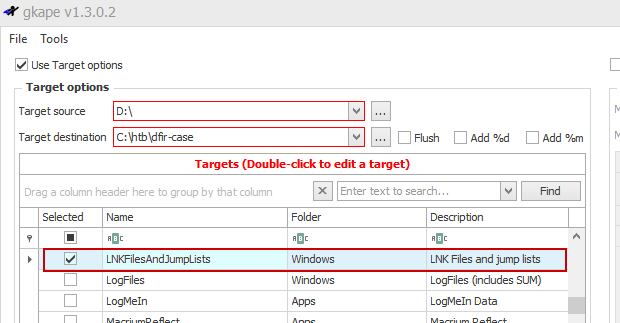 gkape v1.3.0.2
File Tools
Use Target options
Target options
Target source D:\ ...
Target destination C:\htb\dfir-case ... Flush Add %d Add %m
Targets (Double-click to edit a target)
Drag a column header here to group by that column Enter text to search... Find
Selected Name Folder Description
ABC ABC ABC
LNKFilesAndJumpLists Windows LNK Files and jump lists
LogFiles Windows LogFiles (includes SUM)
LogMeIn Apps LogMeIn Data
Macrium Reflect Apps Macrium Reflect